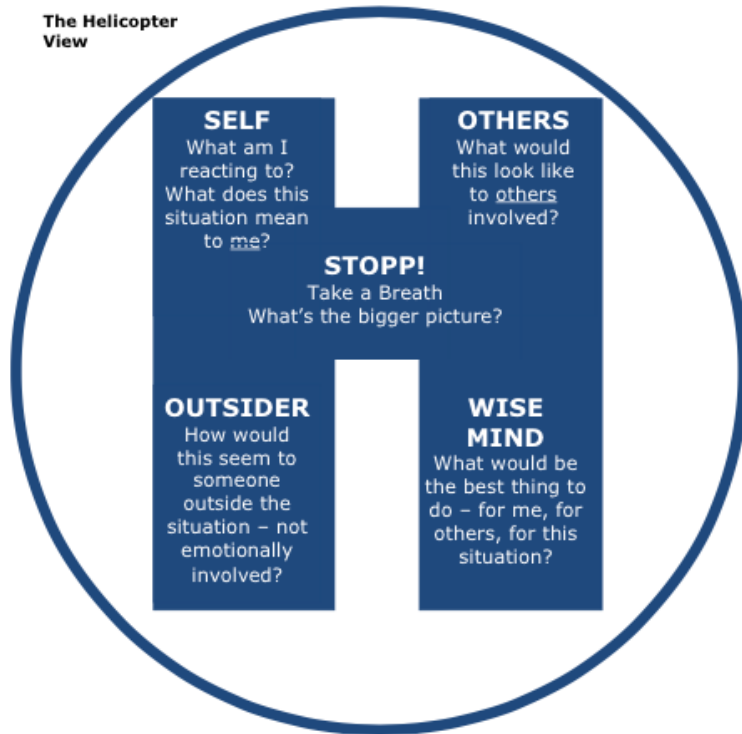 The Helicopter
View
SELF
What am I
reacting to?
What does this
situation mean
to me?
OTHERS
What would
this look like
to others
involved?
STOPP!
Take a Breath
What’s the bigger picture?
OUTSIDER
How would
this seem to
someone
outside the
situation – not
emotionally
involved?
WISE
MIND
What would be
the best thing to
do – for me, for
others, for this
situation?